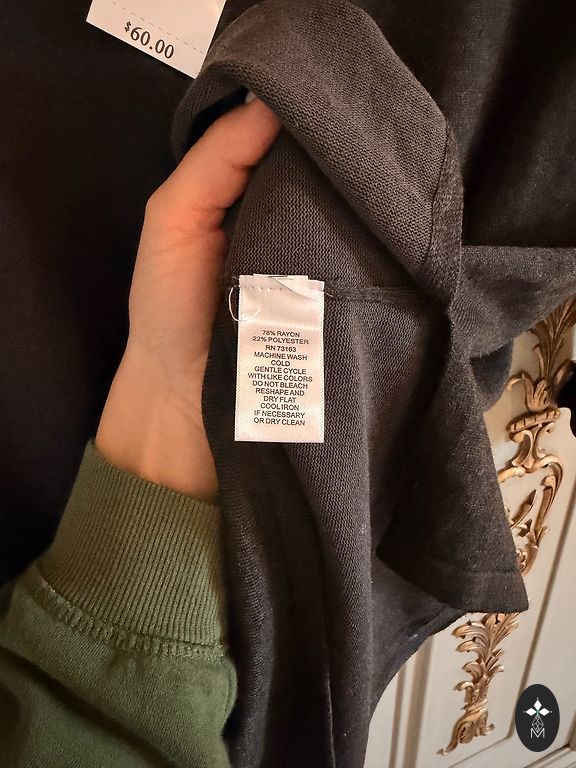 $60.00
78% RAYON
22% POLYESTER
RN 73163
MACHINE WASH
COLD
GENTLE CYCLE
WITH LIKE COLORS
DO NOT BLEACH
RESHAPE AND
DRY FLAT
COOL IRON
IF NECESSARY
OR DRY CLEAN